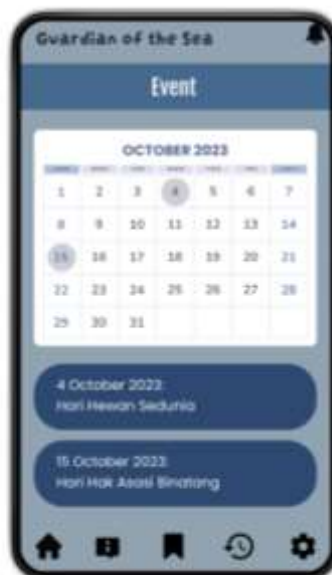 Guardian of the Sea
Event
OCTOBER 2023
1 2 3 4 5 6 7
8 9 10 11 12 13 14
15 16 17 18 19 20 21
22 23 24 25 26 27 28
29 30 31
4 October 2023:
Hari Hewan Sedunia
15 October 2023:
Hari Hak Asasi Binatang